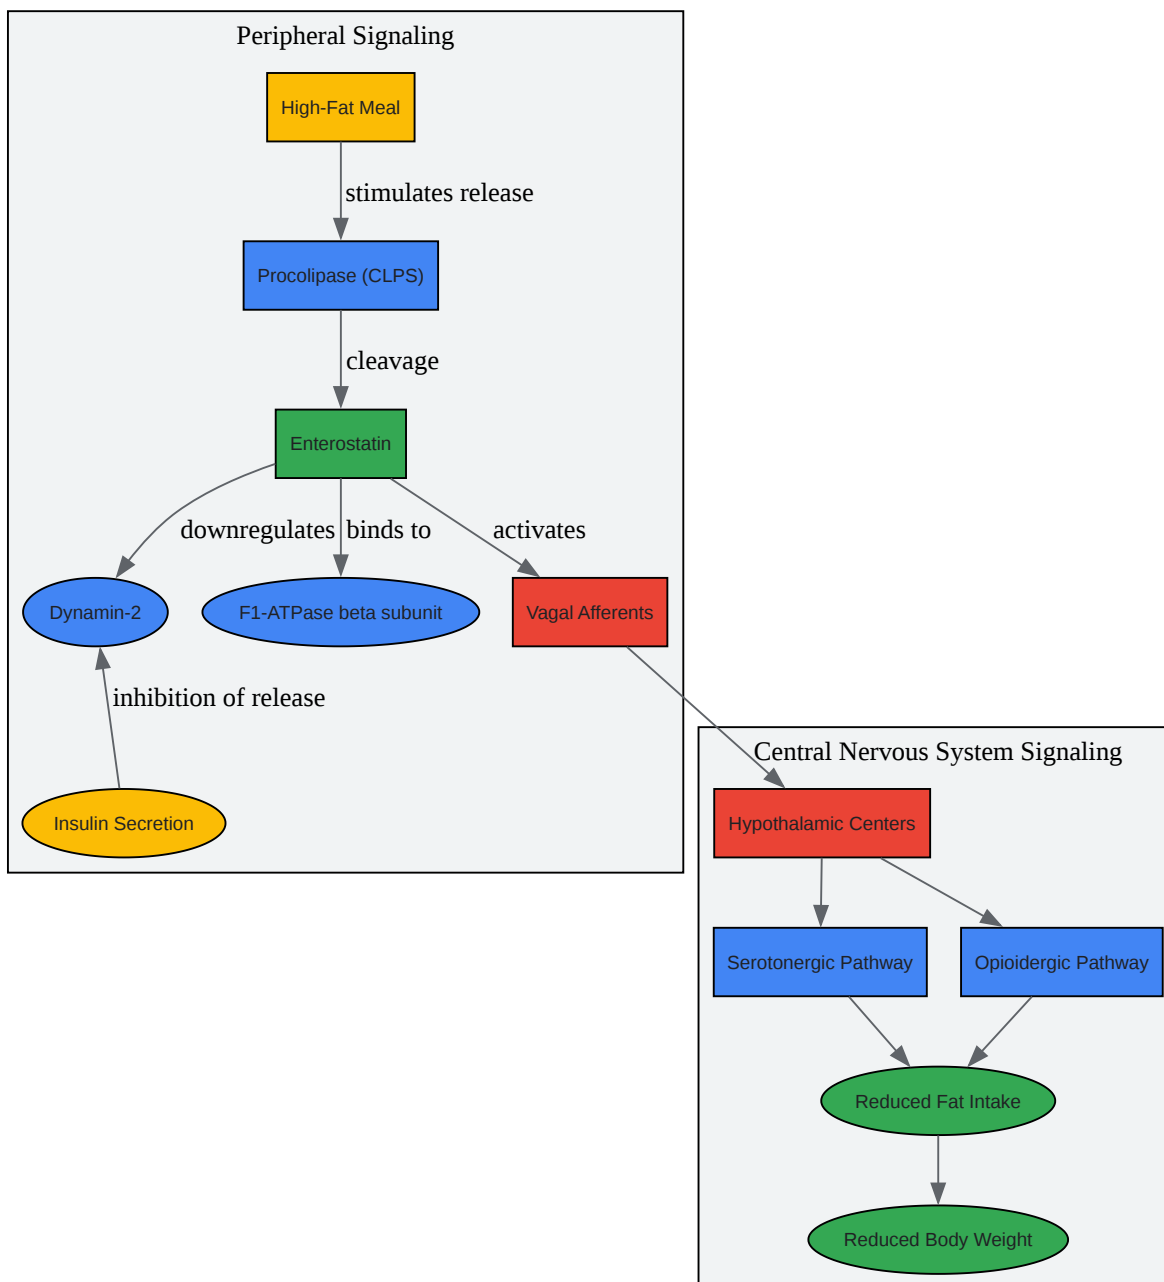 Peripheral Signaling
High-Fat Meal
stimulates release
Procolipase (CLPS)
cleavage
Enterostatin
downregulates
binds to
activates
Dynamin-2
F1-ATPase beta subunit
Vagal Afferents
inhibition of release
Insulin Secretion
Central Nervous System Signaling
Hypothalamic Centers
Serotonergic Pathway
Opioidergic Pathway
Reduced Fat Intake
Reduced Body Weight